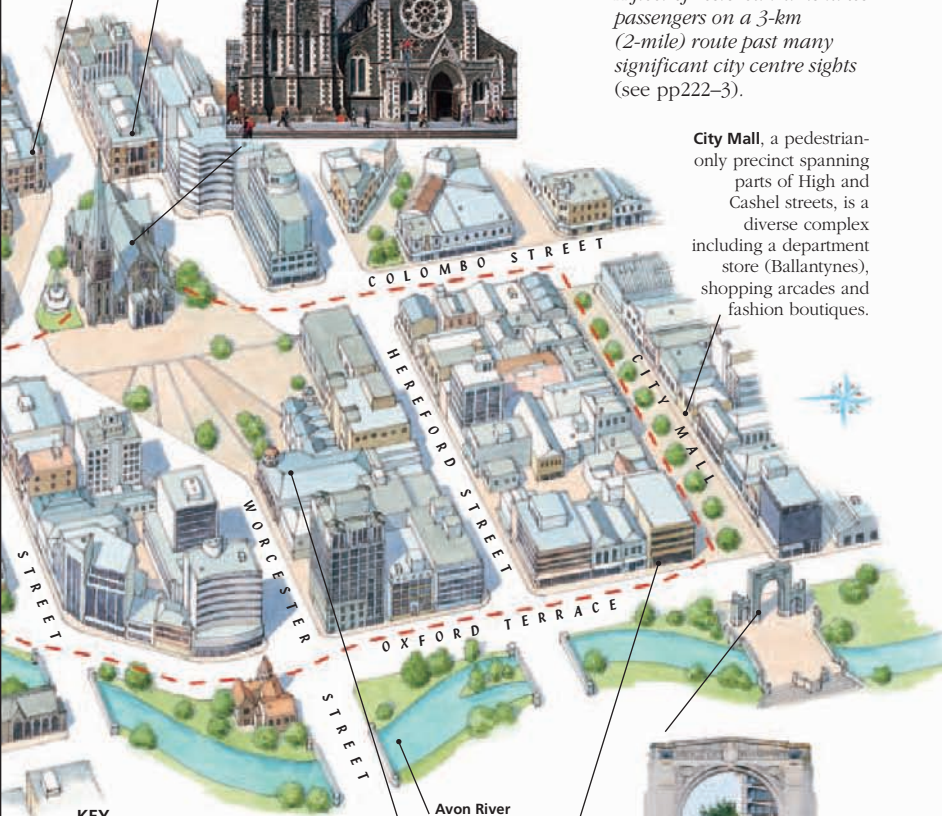 passengers on a 3-km
(2-mile) route past many
significant city centre sights
(see pp222–3).
City Mall, a pedestrian-
only precinct spanning
parts of High and
Cashel streets, is a
diverse complex
including a department
store (Ballantynes),
shopping arcades and
fashion boutiques.
COLOMBO STREET
HEREFORD STREET
CITY MALL
WORCESTER STREET
STREET
OXFORD TERRACE
Avon River
KEY